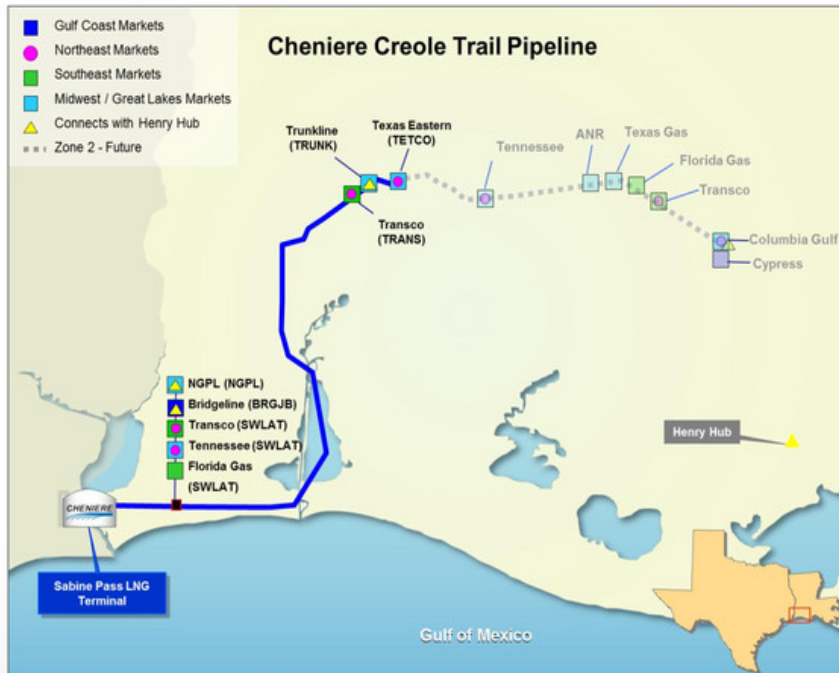 Gulf Coast Markets
Northeast Markets
Southeast Markets
Midwest / Great Lakes Markets
Connects with Henry Hub
Zone 2 - Future
Cheniere Creole Trail Pipeline
Trunkline
(TRUNK)
Texas Eastern
(TETCO)
Tennessee
ANR
Texas Gas
Florida Gas
Transco
Transco
(TRANS)
Columbia Gulf
Cypress
NGPL (NGPL)
Bridgeline (BRGJB)
Transco (SWLAT)
Tennessee (SWLAT)
Florida Gas
(SWLAT)
Henry Hub
CHENIERE
Sabine Pass LNG
Terminal
Gulf of Mexico